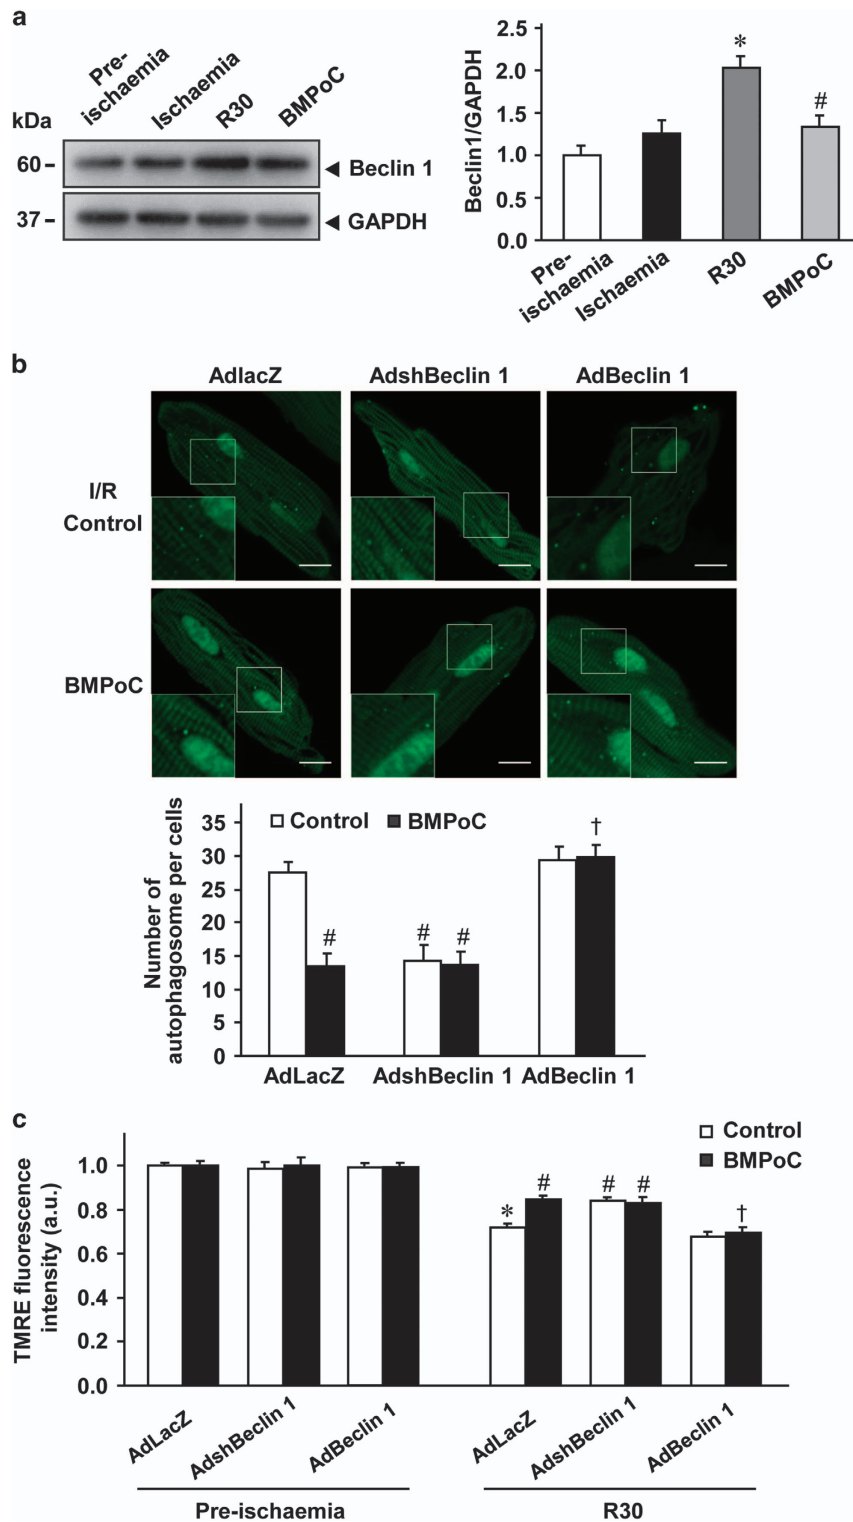 a
Pre-
ischaemia
Ischaemia
R30
BMPoC
kDa
60
Beclin 1
37
GAPDH
Beclin1/GAPDH
2.5
2.0
1.5
1.0
0.5
0.0
*
#
Pre-
ischaemia
Ischaemia
R30
BMPoC
b
AdlacZ
AdshBeclin 1
AdBeclin 1
I/R
Control
BMPoC
Number of
autophagosome per cells
35
30
25
20
15
10
5
0
Control
BMPoC
#
#
#
†
AdLacZ
AdshBeclin 1
AdBeclin 1
c
TMRE fluorescence
intensity (a.u.)
1.0
0.8
0.6
0.4
0.2
0.0
Control
BMPoC
*
#
#
#
†
AdLacZ
AdshBeclin 1
AdBeclin 1
AdLacZ
AdshBeclin 1
AdBeclin 1
Pre-ischaemia
R30